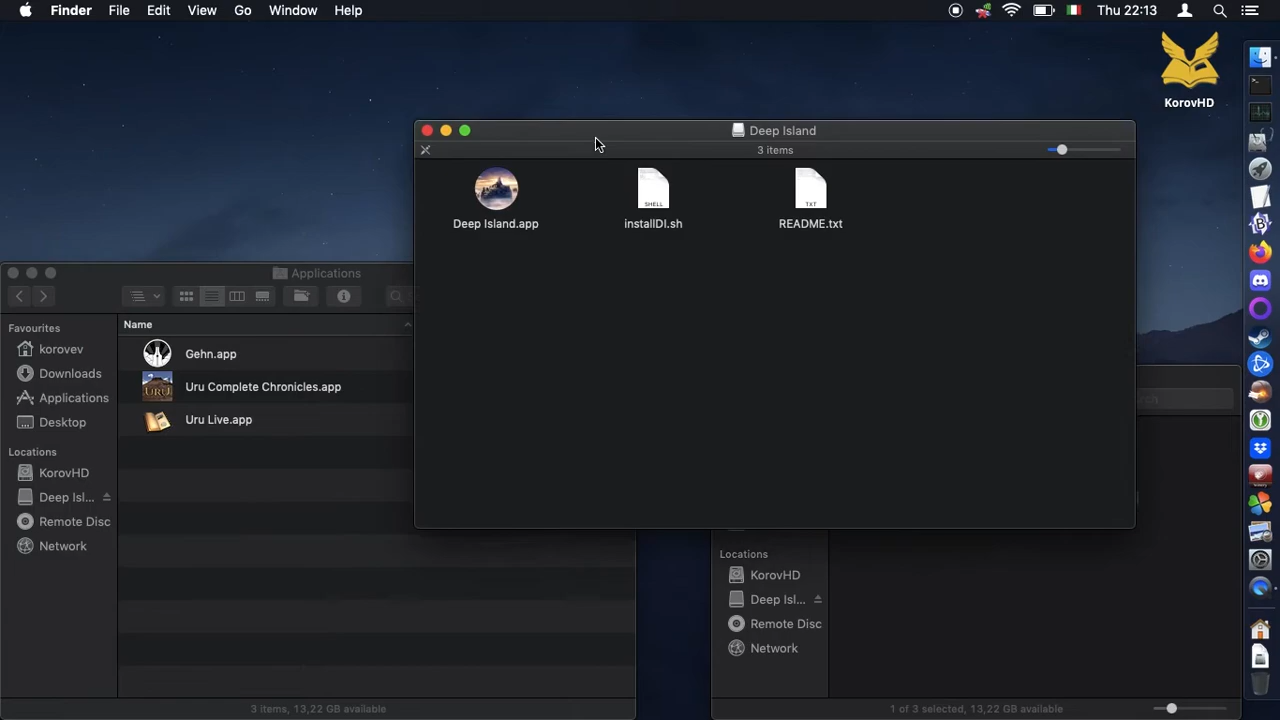 Finder File Edit View Go Window Help Thu 22:13
KorovHD
Deep Island
3 items
SHELL TXT
Deep Island.app installDI.sh README.txt
Applications
Name
Favourites
korovev
Downloads
Applications
Desktop
Locations
KorovHD
Deep Isl...
Remote Disc
Network
Gehn.app
URU
Uru Complete Chronicles.app
Uru Live.app
3 items, 13,22 GB available
Locations
KorovHD
Deep Isl...
Remote Disc
Network
1 of 3 selected, 13,22 GB available